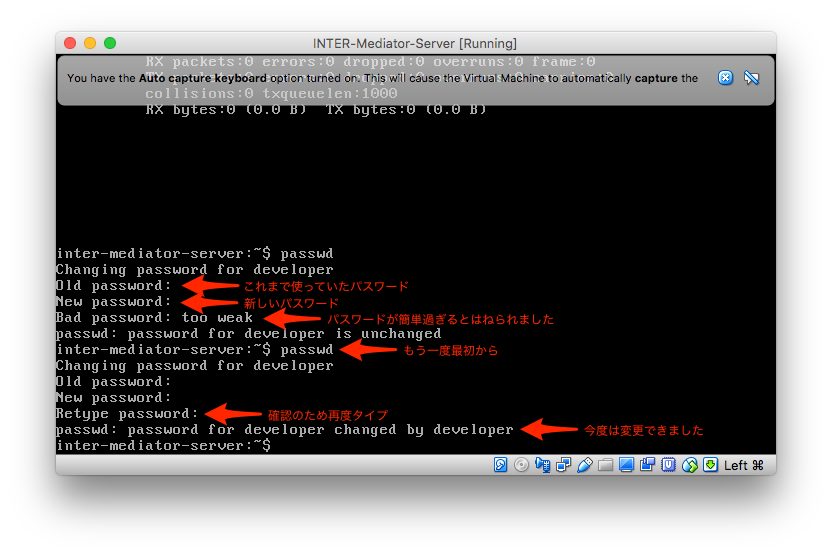 INTER-Mediator-Server [Running]
RX packets:0 errors:0 dropped:0 overruns:0 frame:0
You have the Auto capture keyboard option turned on. This will cause the Virtual Machine to automatically capture the
collisions:0 txqueuelen:1000
RX bytes:0 (0.0 B) TX bytes:0 (0.0 B)
inter-mediator-server:~$ passwd
Changing password for developer
Old password: これまで使っていたパスワード
New password: 新しいパスワード
Bad password: too weak パスワードが簡単過ぎるとはねられました
passwd: password for developer is unchanged
inter-mediator-server:~$ passwd もう一度最初から
Changing password for developer
Old password:
New password:
Retype password: 確認のため再度タイプ
passwd: password for developer changed by developer 今度は変更できました
inter-mediator-server:~$
Left ⌘